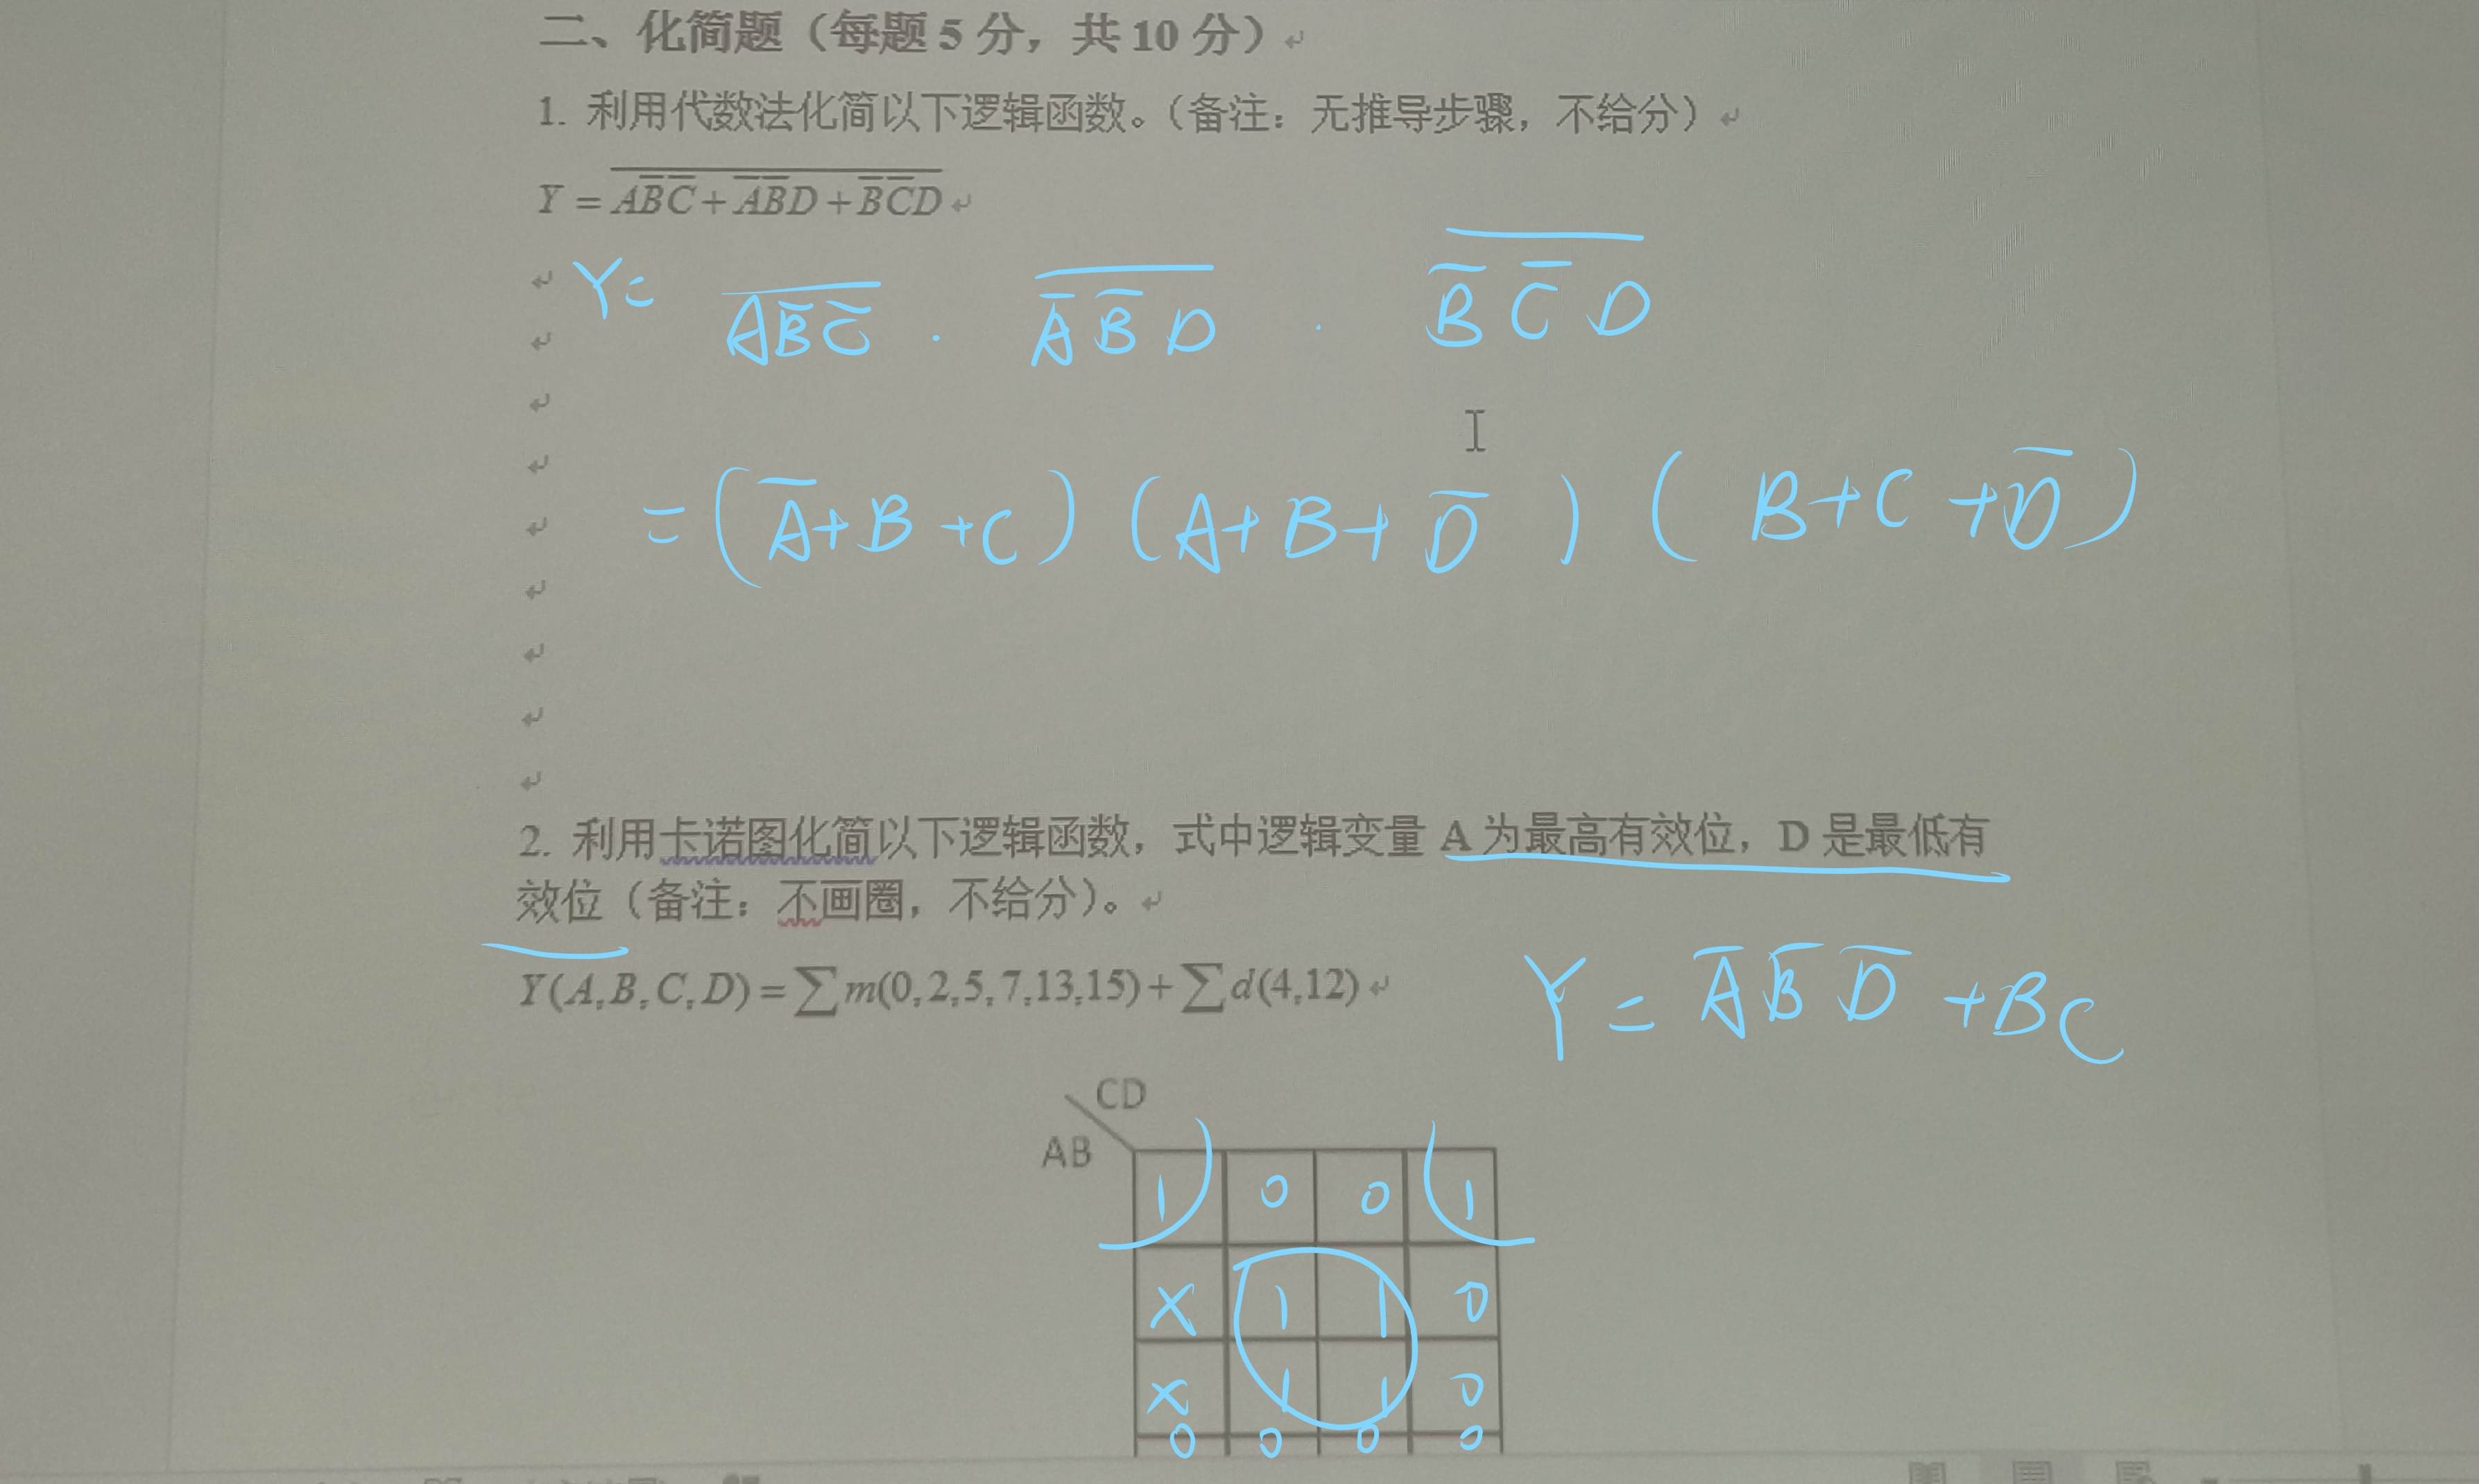 二、化简题（每题 5 分，共 10 分）
1. 利用代数法化简以下逻辑函数。（备注：无推导步骤，不给分）
Y = \overline{A\overline{B}\,\overline{C} + \overline{A}\,\overline{B}D + \overline{B}\,\overline{C}D}
Y = \overline{A\overline{B}\,\overline{C}} · \overline{\overline{A}\,\overline{B}D} · \overline{\overline{B}\,\overline{C}D}
= (\overline{A}+B+C) (A+B+\overline{D}) (B+C+\overline{D})
2. 利用卡诺图化简以下逻辑函数，式中逻辑变量 A 为最高有效位，D 是最低有
效位（备注：不画圈，不给分）。
Y(A,B,C,D) = ∑m(0,2,5,7,13,15)+∑d(4,12)
Y = \overline{A}\,\overline{B}\,\overline{D} + BC
CD
AB
1 0 0 1
X 1 1 0
X 1 1 0
0 0 0 0